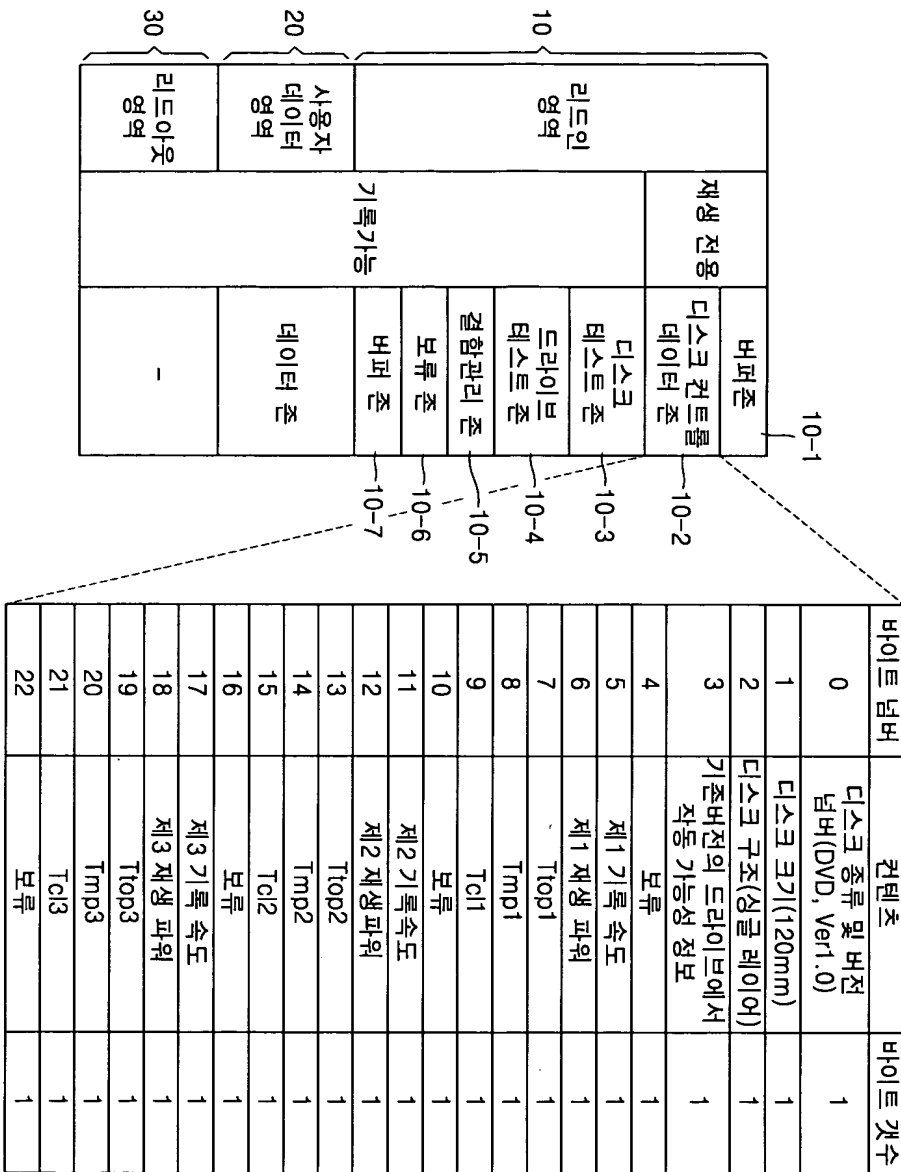 10
20
30
리드인
영역
사용자
데이터
영역
리드아웃
영역
재생 전용
기록가능
버퍼존
디스크 컨트롤
데이터 존
디스크
테스트 존
드라이브
테스트 존
결함관리 존
보류 존
버퍼 존
데이터 존
-
10-1
10-2
10-3
10-4
10-5
10-6
10-7
바이트 넘버 컨텐츠 바이트 갯수
0 디스크 종류 및 버전 1
넘버(DVD, Ver1.0)
1 디스크 크기(120mm) 1
2 디스크 구조(싱글 레이어) 1
3 기존버전의 드라이브에서 1
작동 가능성 정보
4 보류 1
5 제1 기록 속도 1
6 제1 재생 파워 1
7 Ttop1 1
8 Tmp1 1
9 Tcl1 1
10 보류 1
11 제2 기록속도 1
12 제2 재생파워 1
13 Ttop2 1
14 Tmp2 1
15 Tcl2 1
16 보류 1
17 제3 기록 속도 1
18 제3 재생 파워 1
19 Ttop3 1
20 Tmp3 1
21 Tcl3 1
22 보류 1